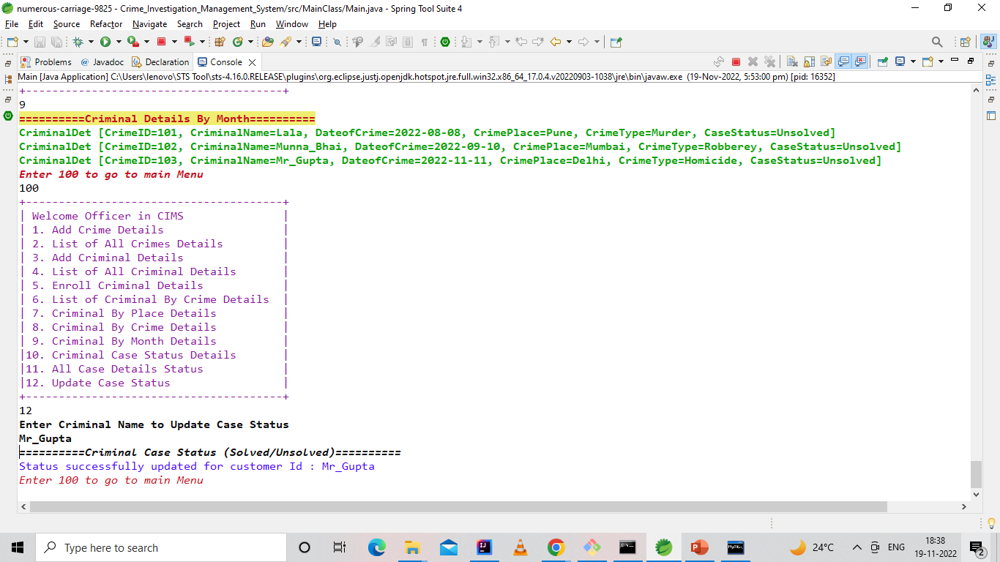 numerous-carriage-9825 - Crime_Investigation_Management_System/src/MainClass/Main.java - Spring Tool Suite 4
File Edit Source Refactor Navigate Search Project Run Window Help
Problems @ Javadoc Declaration Console
Main [Java Application] C:\Users\lenovo\STS Tool\sts-4.16.0.RELEASE\plugins\org.eclipse.justj.openjdk.hotspot.jre.full.win32.x86_64_17.0.4.v20220903-1038\jre\bin\javaw.exe (19-Nov-2022, 5:53:00 pm) [pid: 16352]
+---------------------------------------+
9
==========Criminal Details By Month==========
CriminalDet [CrimeID=101, CriminalName=Lala, DateofCrime=2022-08-08, CrimePlace=Pune, CrimeType=Murder, CaseStatus=Unsolved]
CriminalDet [CrimeID=102, CriminalName=Munna_Bhai, DateofCrime=2022-09-10, CrimePlace=Mumbai, CrimeType=Robberey, CaseStatus=Unsolved]
CriminalDet [CrimeID=103, CriminalName=Mr_Gupta, DateofCrime=2022-11-11, CrimePlace=Delhi, CrimeType=Homicide, CaseStatus=Unsolved]
Enter 100 to go to main Menu
100
+---------------------------------------+
| Welcome Officer in CIMS               |
| 1. Add Crime Details                  |
| 2. List of All Crimes Details         |
| 3. Add Criminal Details               |
| 4. List of All Criminal Details       |
| 5. Enroll Criminal Details            |
| 6. List of Criminal By Crime Details  |
| 7. Criminal By Place Details          |
| 8. Criminal By Crime Details          |
| 9. Criminal By Month Details          |
|10. Criminal Case Status Details       |
|11. All Case Details Status            |
|12. Update Case Status                 |
+---------------------------------------+
12
Enter Criminal Name to Update Case Status
Mr_Gupta
==========Criminal Case Status (Solved/Unsolved)==========
Status successfully updated for customer Id : Mr_Gupta
Enter 100 to go to main Menu
Type here to search
24°C ENG 18:38
19-11-2022
2